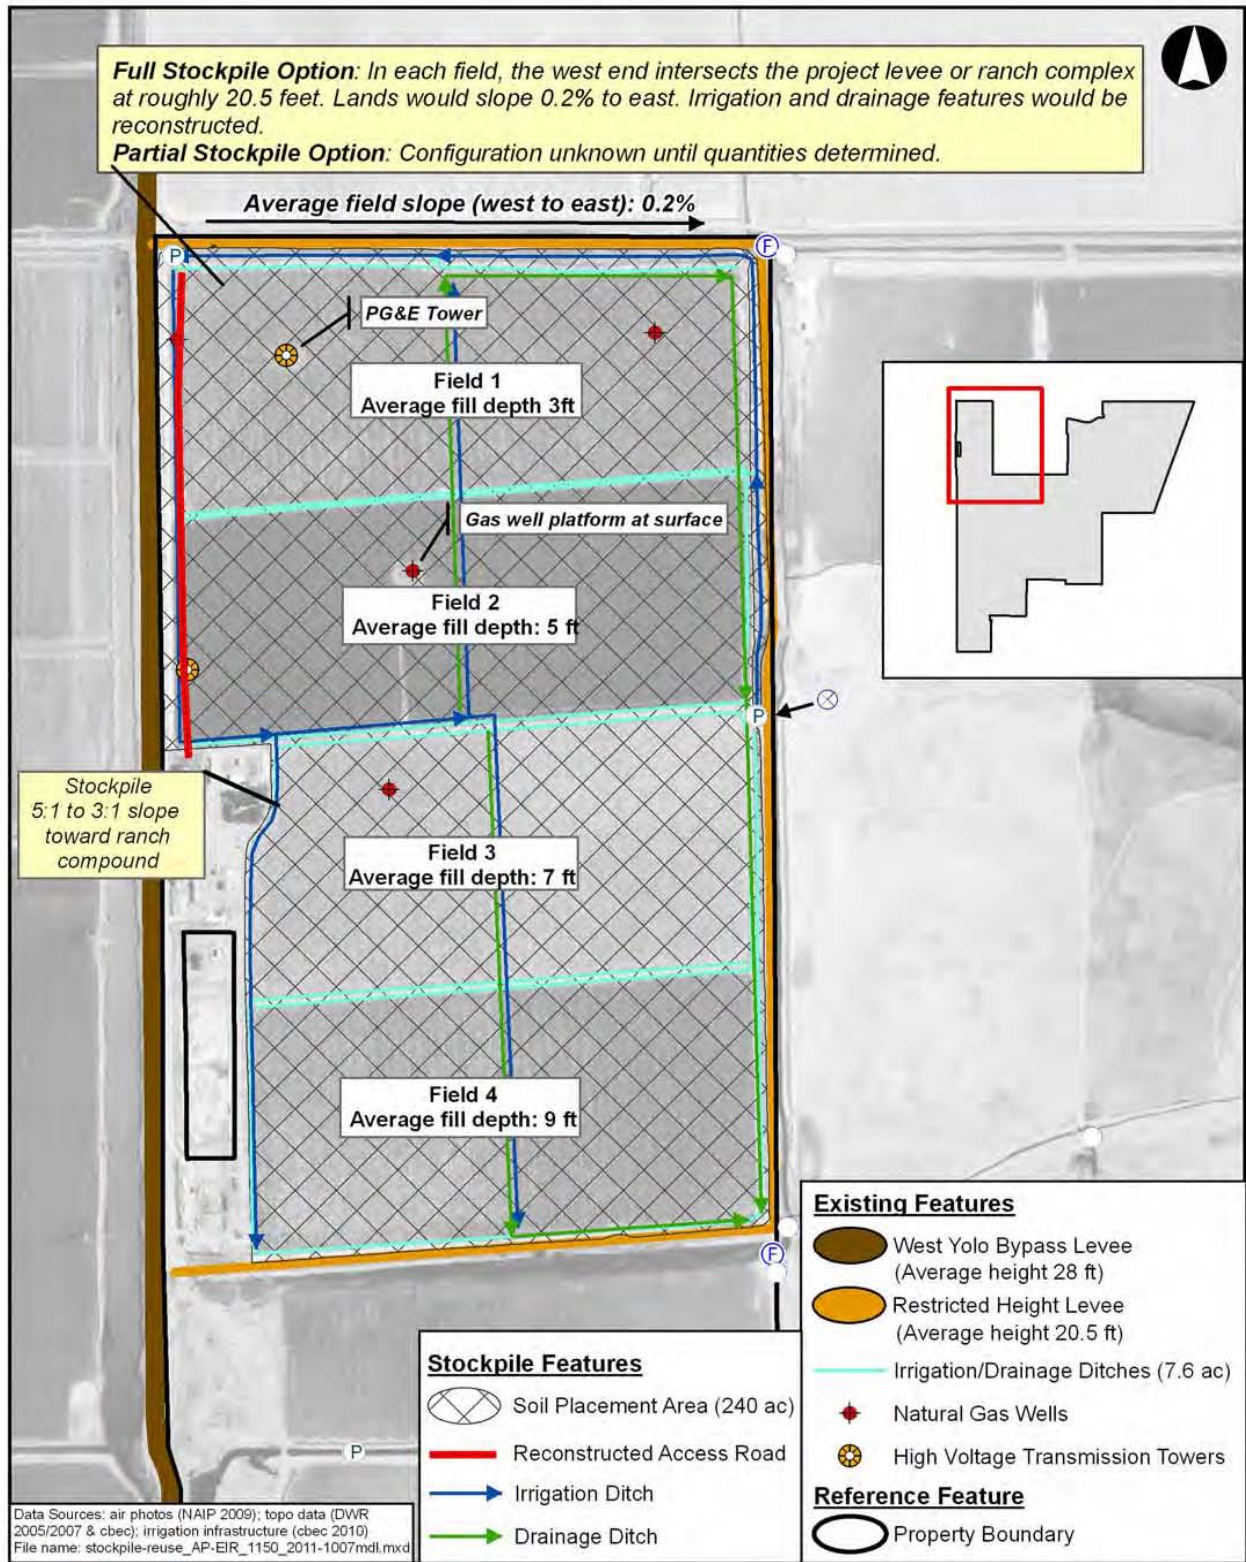 Full Stockpile Option: In each field, the west end intersects the project levee or ranch complex
at roughly 20.5 feet. Lands would slope 0.2% to east. Irrigation and drainage features would be
reconstructed.
Partial Stockpile Option: Configuration unknown until quantities determined.
Average field slope (west to east): 0.2%
F
P
PG&E Tower
Field 1
Average fill depth 3ft
Gas well platform at surface
Field 2
Average fill depth: 5 ft
P
Stockpile
5:1 to 3:1 slope
toward ranch
compound
Field 3
Average fill depth: 7 ft
Field 4
Average fill depth: 9 ft
F
P
Existing Features
West Yolo Bypass Levee
(Average height 28 ft)
Restricted Height Levee
(Average height 20.5 ft)
Irrigation/Drainage Ditches (7.6 ac)
Natural Gas Wells
High Voltage Transmission Towers
Reference Feature
Property Boundary
Stockpile Features
Soil Placement Area (240 ac)
Reconstructed Access Road
Irrigation Ditch
Drainage Ditch
Data Sources: air photos (NAIP 2009); topo data (DWR
2005/2007 & cbec); irrigation infrastructure (cbec 2010)
File name: stockpile-reuse_AP-EIR_1150_2011-1007mdl.mxd